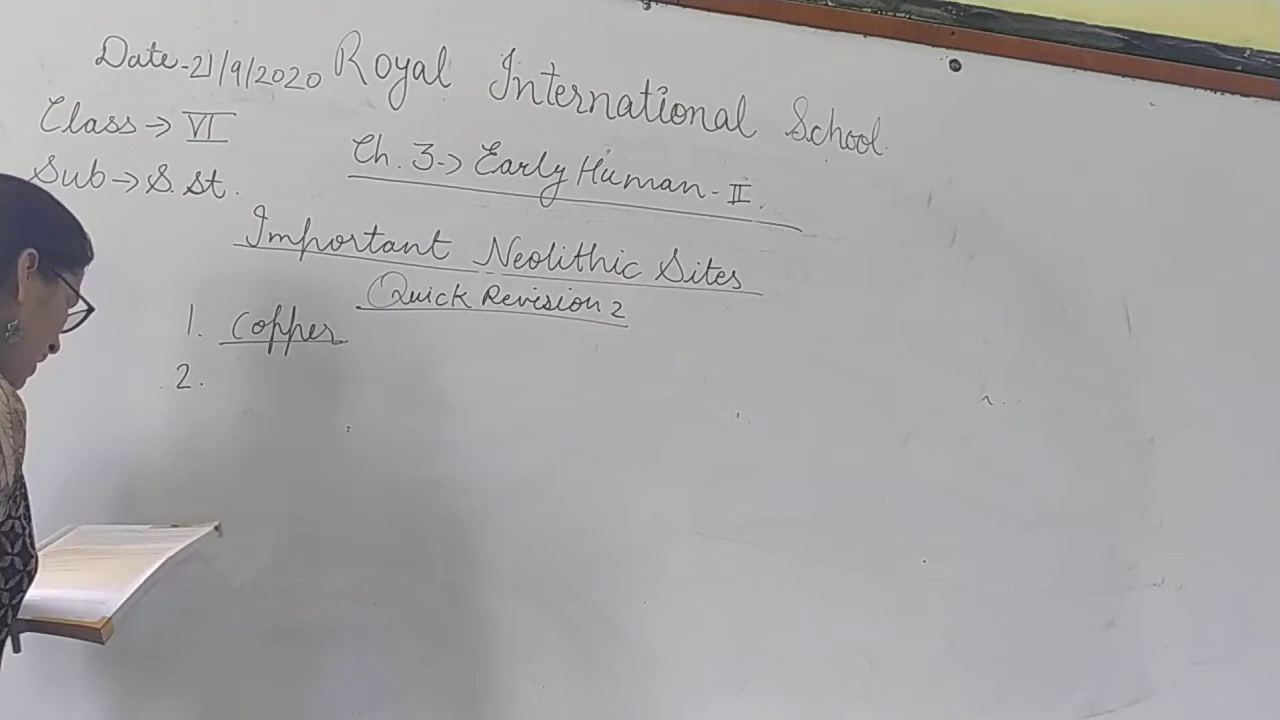 Royal International School
Date-21/9/2020
Class→VI
Sub→S.St.
Ch. 3.→Early Human-II.
Important Neolithic Sites
Quick Revision 2
1. Copper
2.